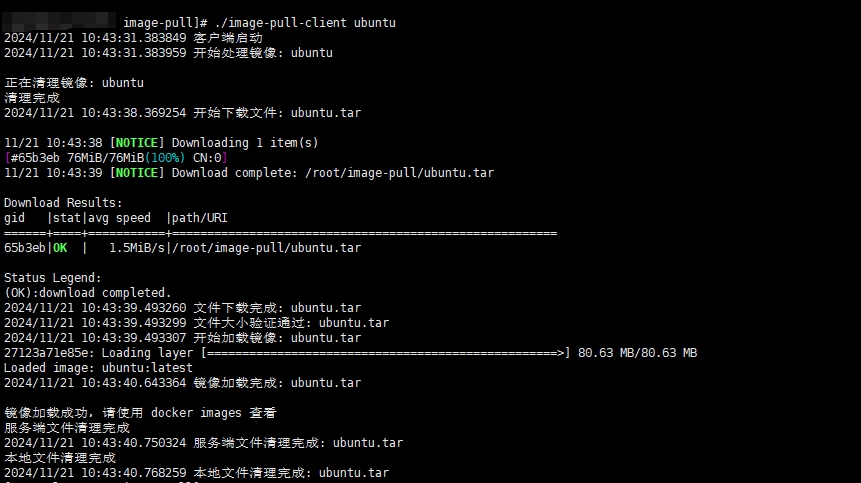 image-pull]# ./image-pull-client ubuntu
2024/11/21 10:43:31.383849 客户端启动
2024/11/21 10:43:31.383959 开始处理镜像: ubuntu
正在清理镜像: ubuntu
清理完成
2024/11/21 10:43:38.369254 开始下载文件: ubuntu.tar
11/21 10:43:38 [NOTICE] Downloading 1 item(s)
[#65b3eb 76MiB/76MiB(100%) CN:0]
11/21 10:43:39 [NOTICE] Download complete: /root/image-pull/ubuntu.tar
Download Results:
gid   |stat|avg speed  |path/URI
======+====+===========+=======================================================
65b3eb|OK  |   1.5MiB/s|/root/image-pull/ubuntu.tar
Status Legend:
(OK):download completed.
2024/11/21 10:43:39.493260 文件下载完成: ubuntu.tar
2024/11/21 10:43:39.493299 文件大小验证通过: ubuntu.tar
2024/11/21 10:43:39.493307 开始加载镜像: ubuntu.tar
27123a71e85e: Loading layer [==================================================>] 80.63 MB/80.63 MB
Loaded image: ubuntu:latest
2024/11/21 10:43:40.643364 镜像加载完成: ubuntu.tar
镜像加载成功, 请使用 docker images 查看
服务端文件清理完成
2024/11/21 10:43:40.750324 服务端文件清理完成: ubuntu.tar
本地文件清理完成
2024/11/21 10:43:40.768259 本地文件清理完成: ubuntu.tar